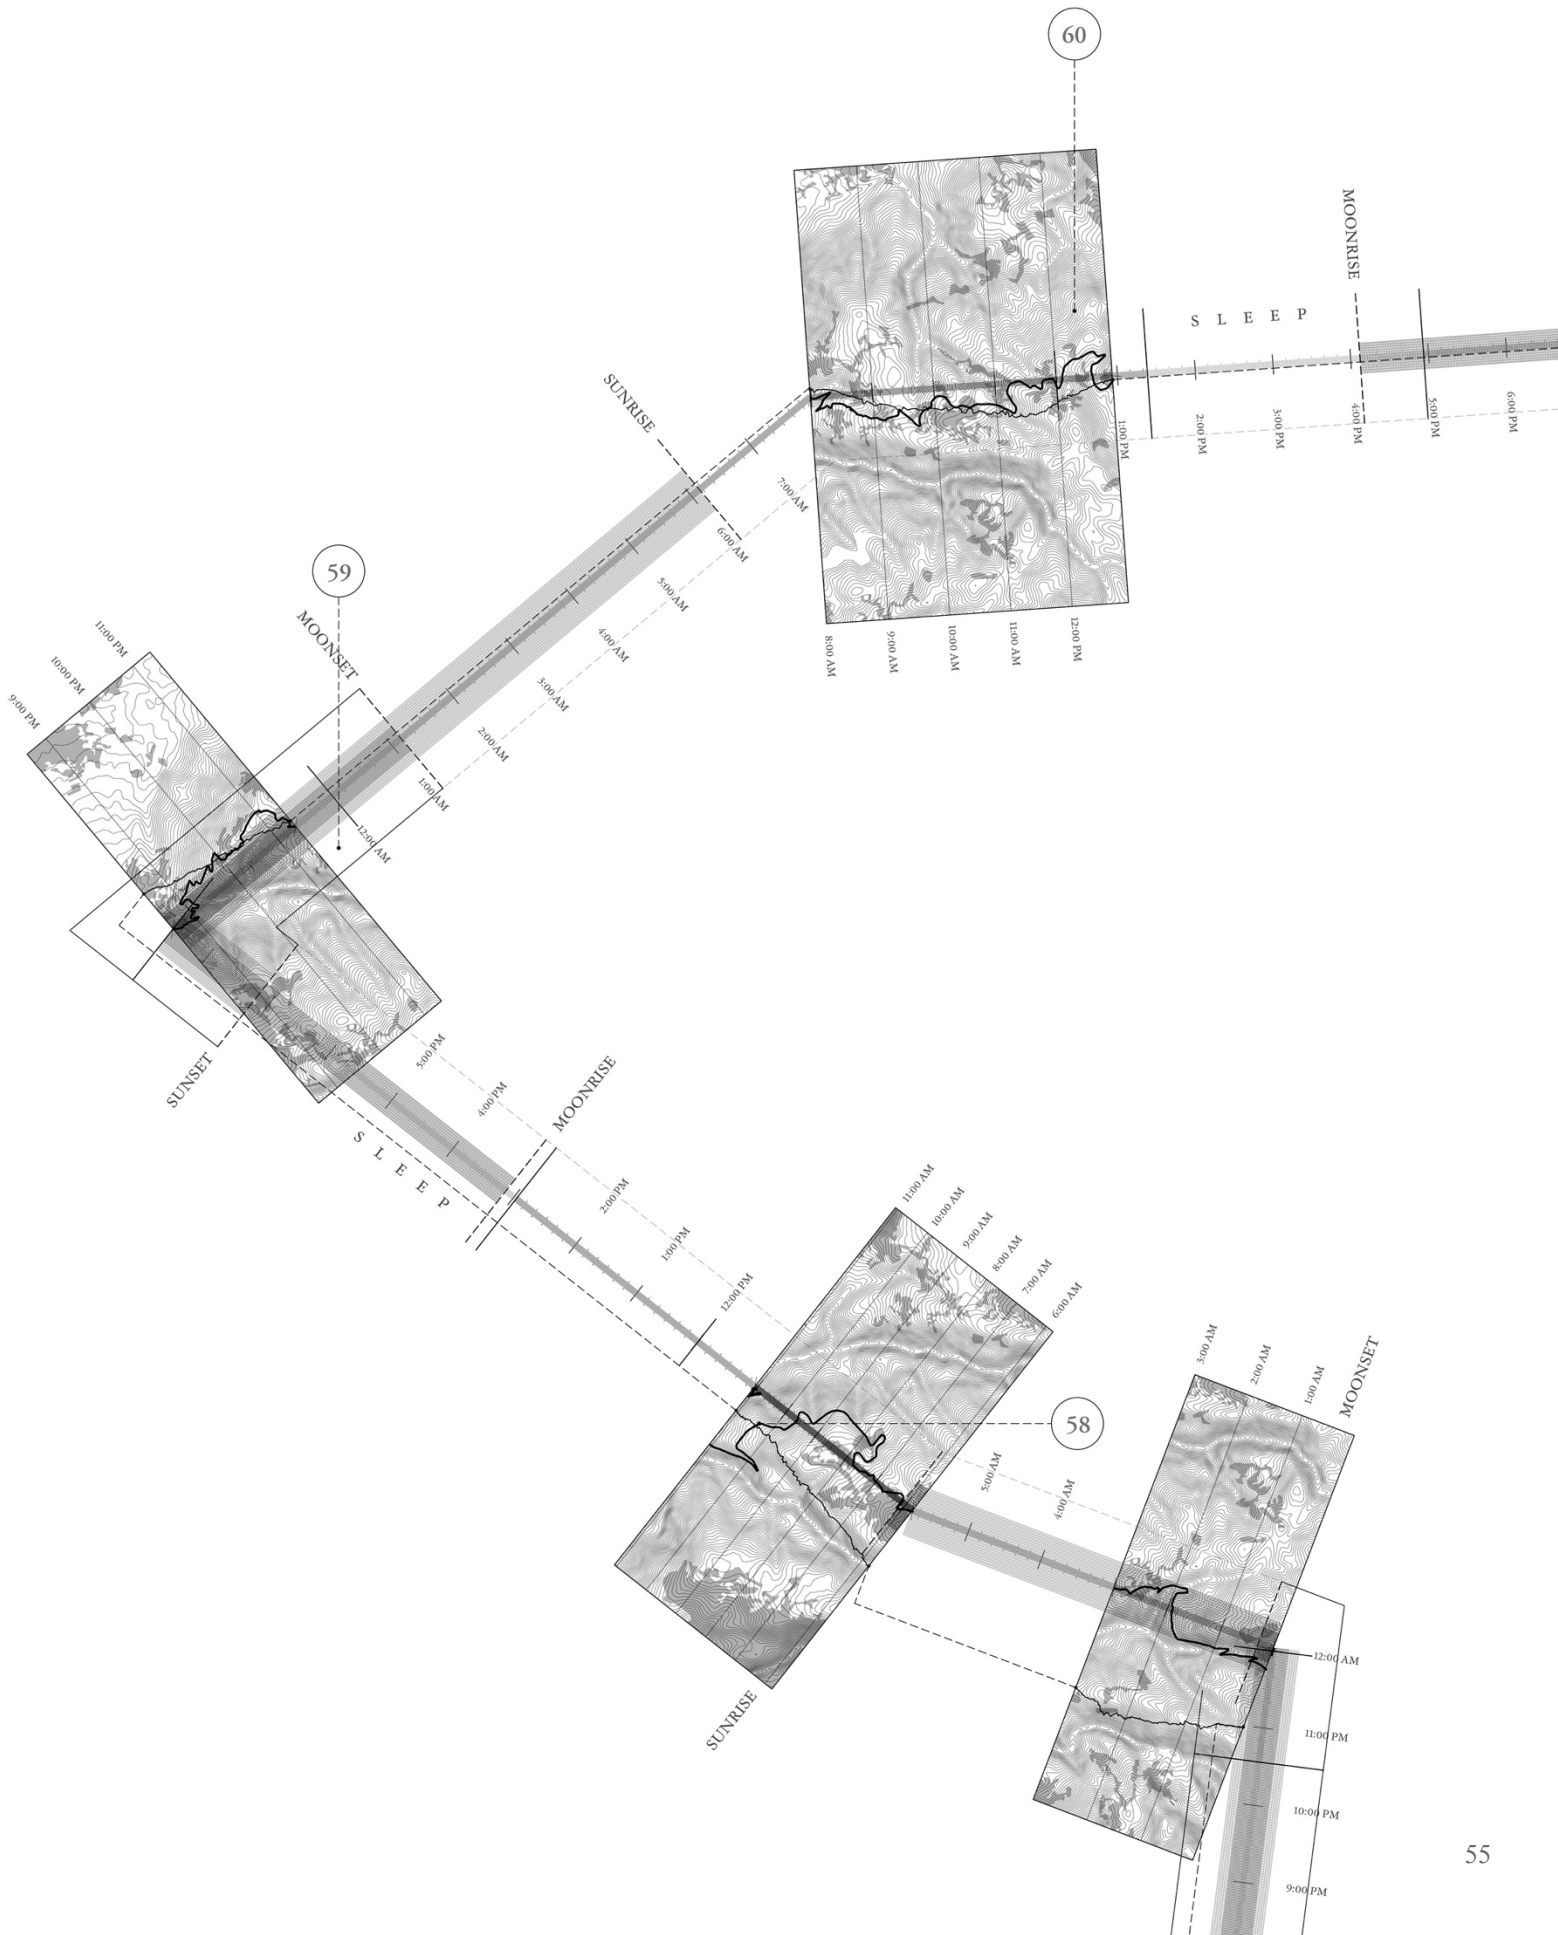 60
MOONRISE
S L E E P
SUNRISE
1:00 PM
2:00 PM
3:00 PM
4:00 PM
5:00 PM
6:00 PM
7:00 AM
6:00 AM
5:00 AM
4:00 AM
3:00 AM
2:00 AM
1:00 AM
12:00 AM
8:00 AM
9:00 AM
10:00 AM
11:00 AM
12:00 PM
59
MOONSET
11:00 PM
10:00 PM
9:00 PM
SUNSET
5:00 PM
4:00 PM
MOONRISE
S L E E P
2:00 PM
1:00 PM
12:00 PM
11:00 AM
10:00 AM
9:00 AM
8:00 AM
7:00 AM
6:00 AM
58
SUNRISE
5:00 AM
4:00 AM
3:00 AM
2:00 AM
1:00 AM
MOONSET
12:00 AM
11:00 PM
10:00 PM
9:00 PM
55